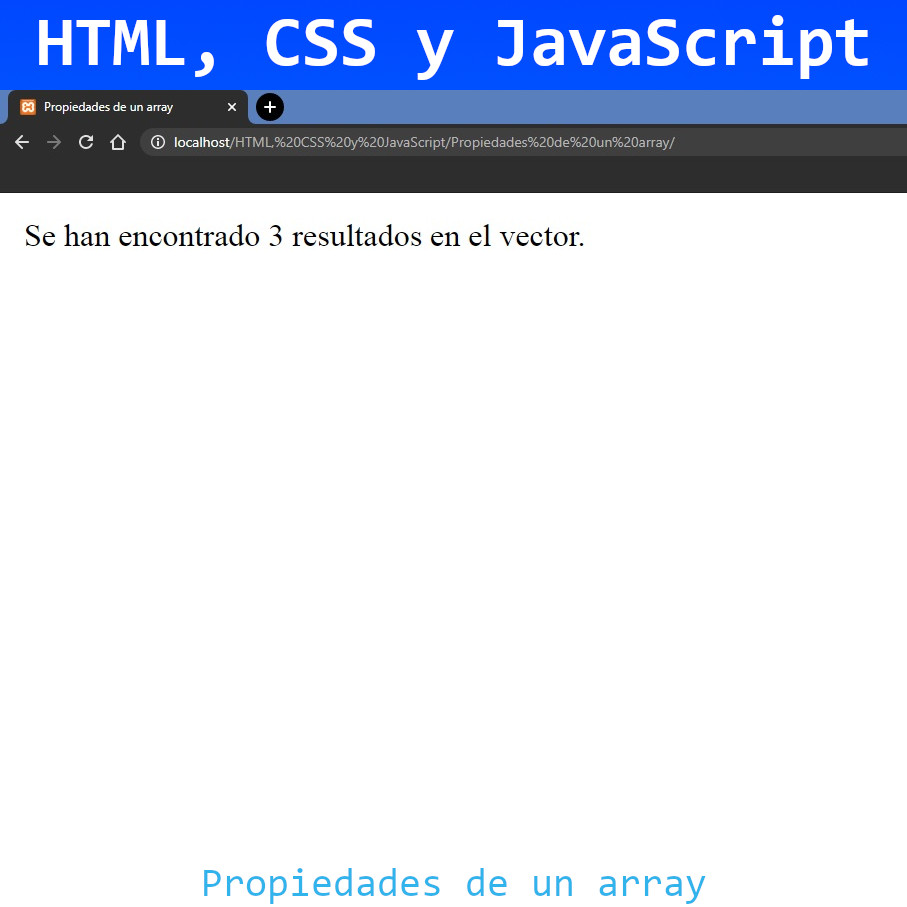 HTML, CSS y JavaScript
Propiedades de un array
localhost/HTML,%20CSS%20y%20JavaScript/Propiedades%20de%20un%20array/
Se han encontrado 3 resultados en el vector.
Propiedades de un array